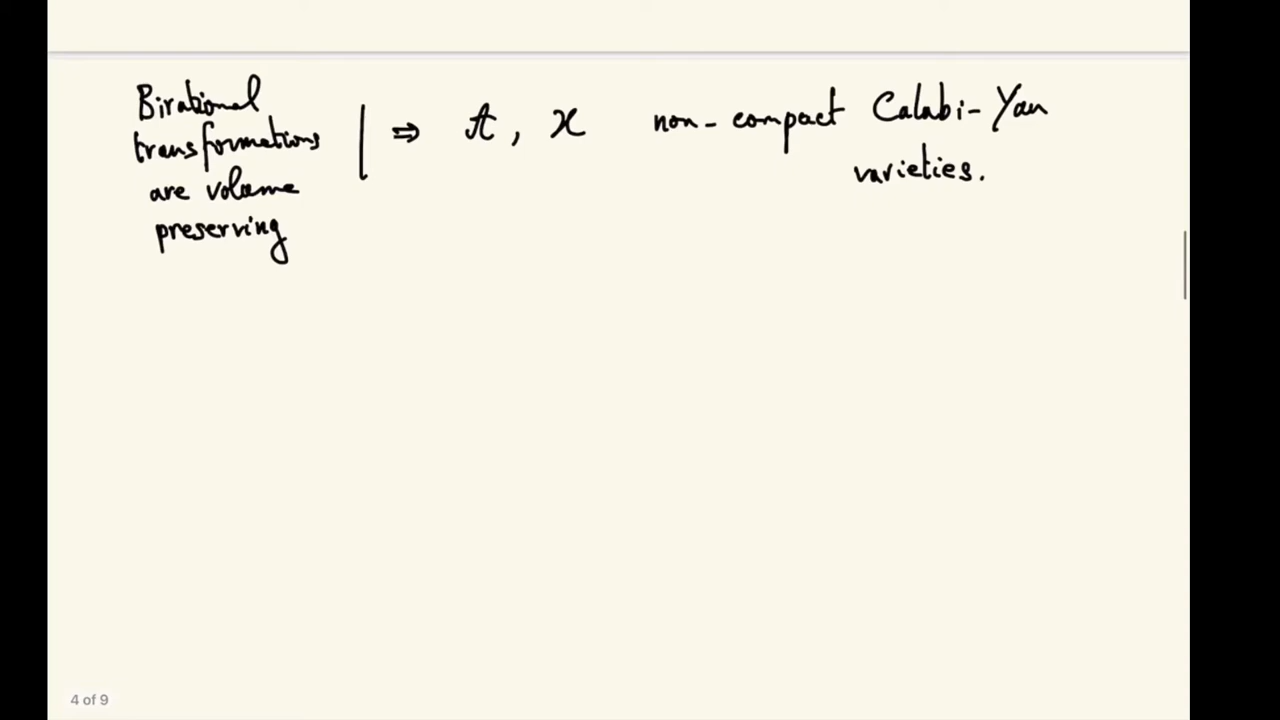 Birational
transformations
are volume
preserving
⇒ 𝒜, 𝒳 non-compact Calabi-Yau
varieties.
4 of 9